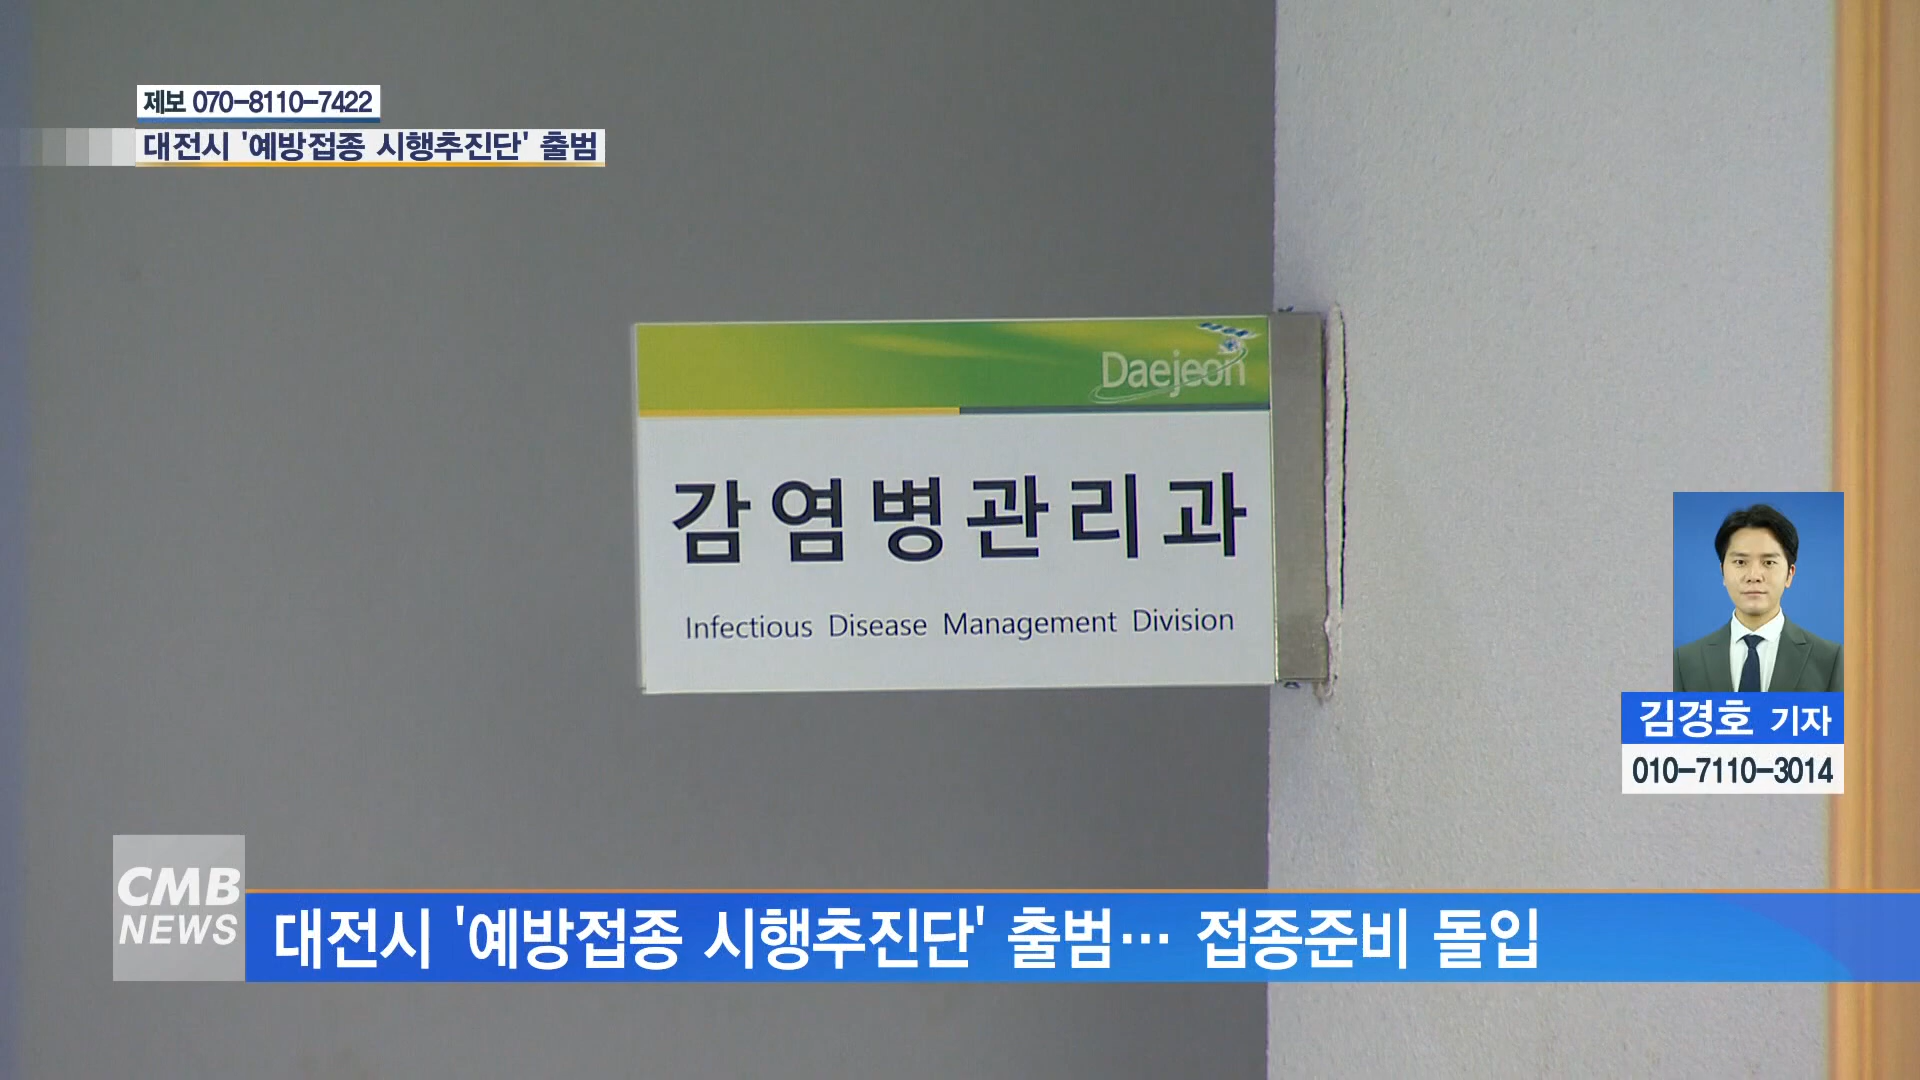 제보 070-8110-7422
대전시 '예방접종 시행추진단' 출범
Daejeon
감염병관리과
Infectious Disease Management Division
김경호 기자
010-7110-3014
CMB
NEWS
대전시 '예방접종 시행추진단' 출범… 접종준비 돌입